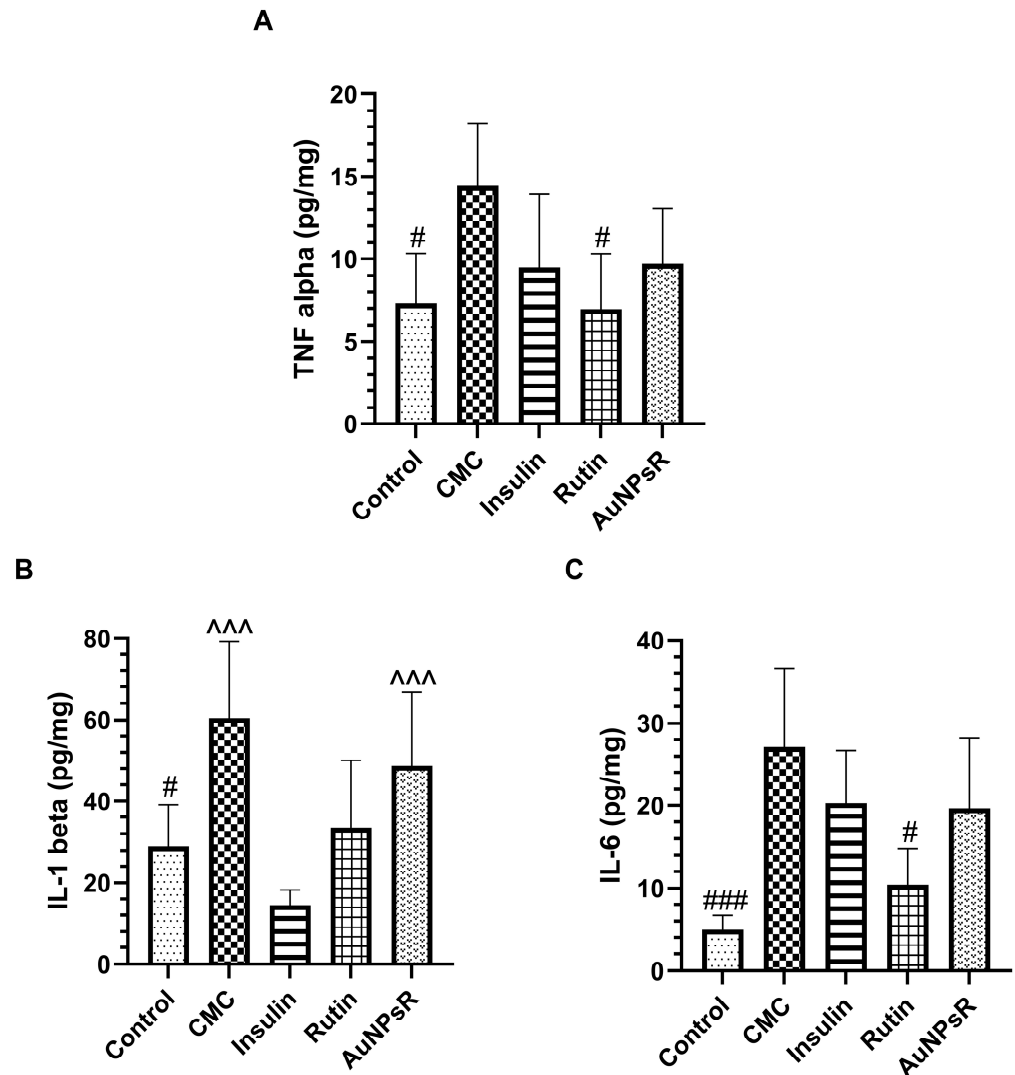 A
TNF alpha (pg/mg)
20
15
10
5
0
#
#
Control
CMC
Insulin
Rutin
AuNPsR
B
IL-1 beta (pg/mg)
80
60
40
20
0
#
^^^
^^^
Control
CMC
Insulin
Rutin
AuNPsR
C
IL-6 (pg/mg)
40
30
20
10
0
###
#
Control
CMC
Insulin
Rutin
AuNPsR